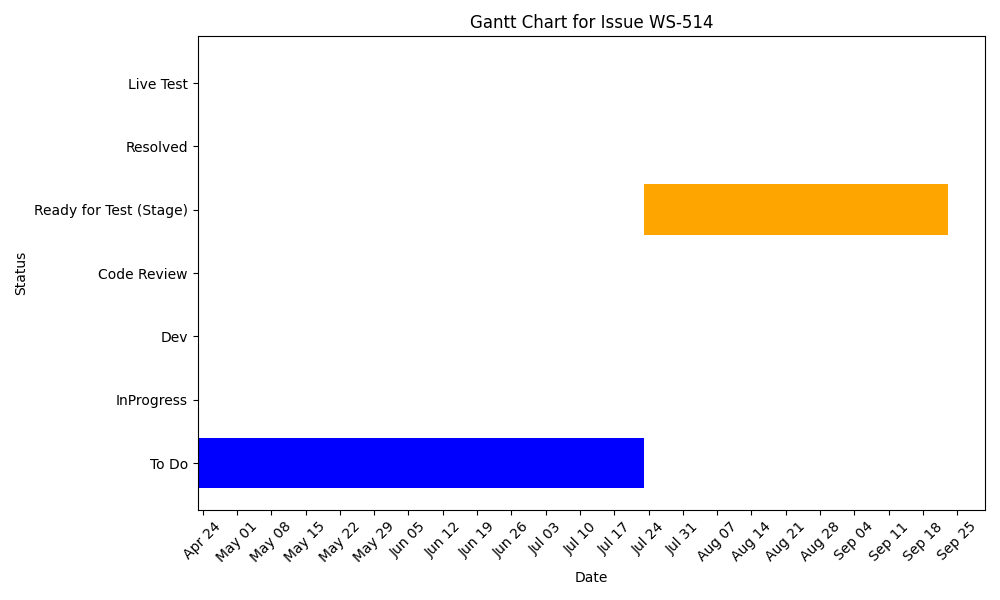 Gantt Chart for Issue WS-514
Live Test
Resolved
Ready for Test (Stage)
Code Review
Dev
InProgress
To Do
Status
Apr 24
May 01
May 08
May 15
May 22
May 29
Jun 05
Jun 12
Jun 19
Jun 26
Jul 03
Jul 10
Jul 17
Jul 24
Jul 31
Aug 07
Aug 14
Aug 21
Aug 28
Sep 04
Sep 11
Sep 18
Sep 25
Date